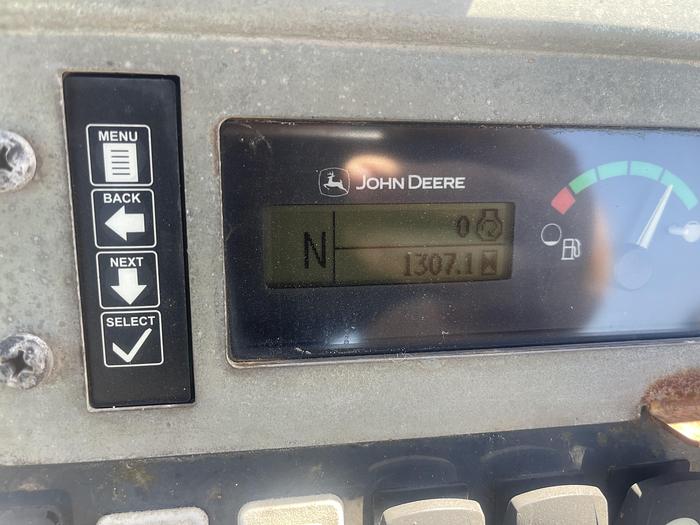 MENU
BACK
NEXT
SELECT
JOHN DEERE
N
0
1307.1